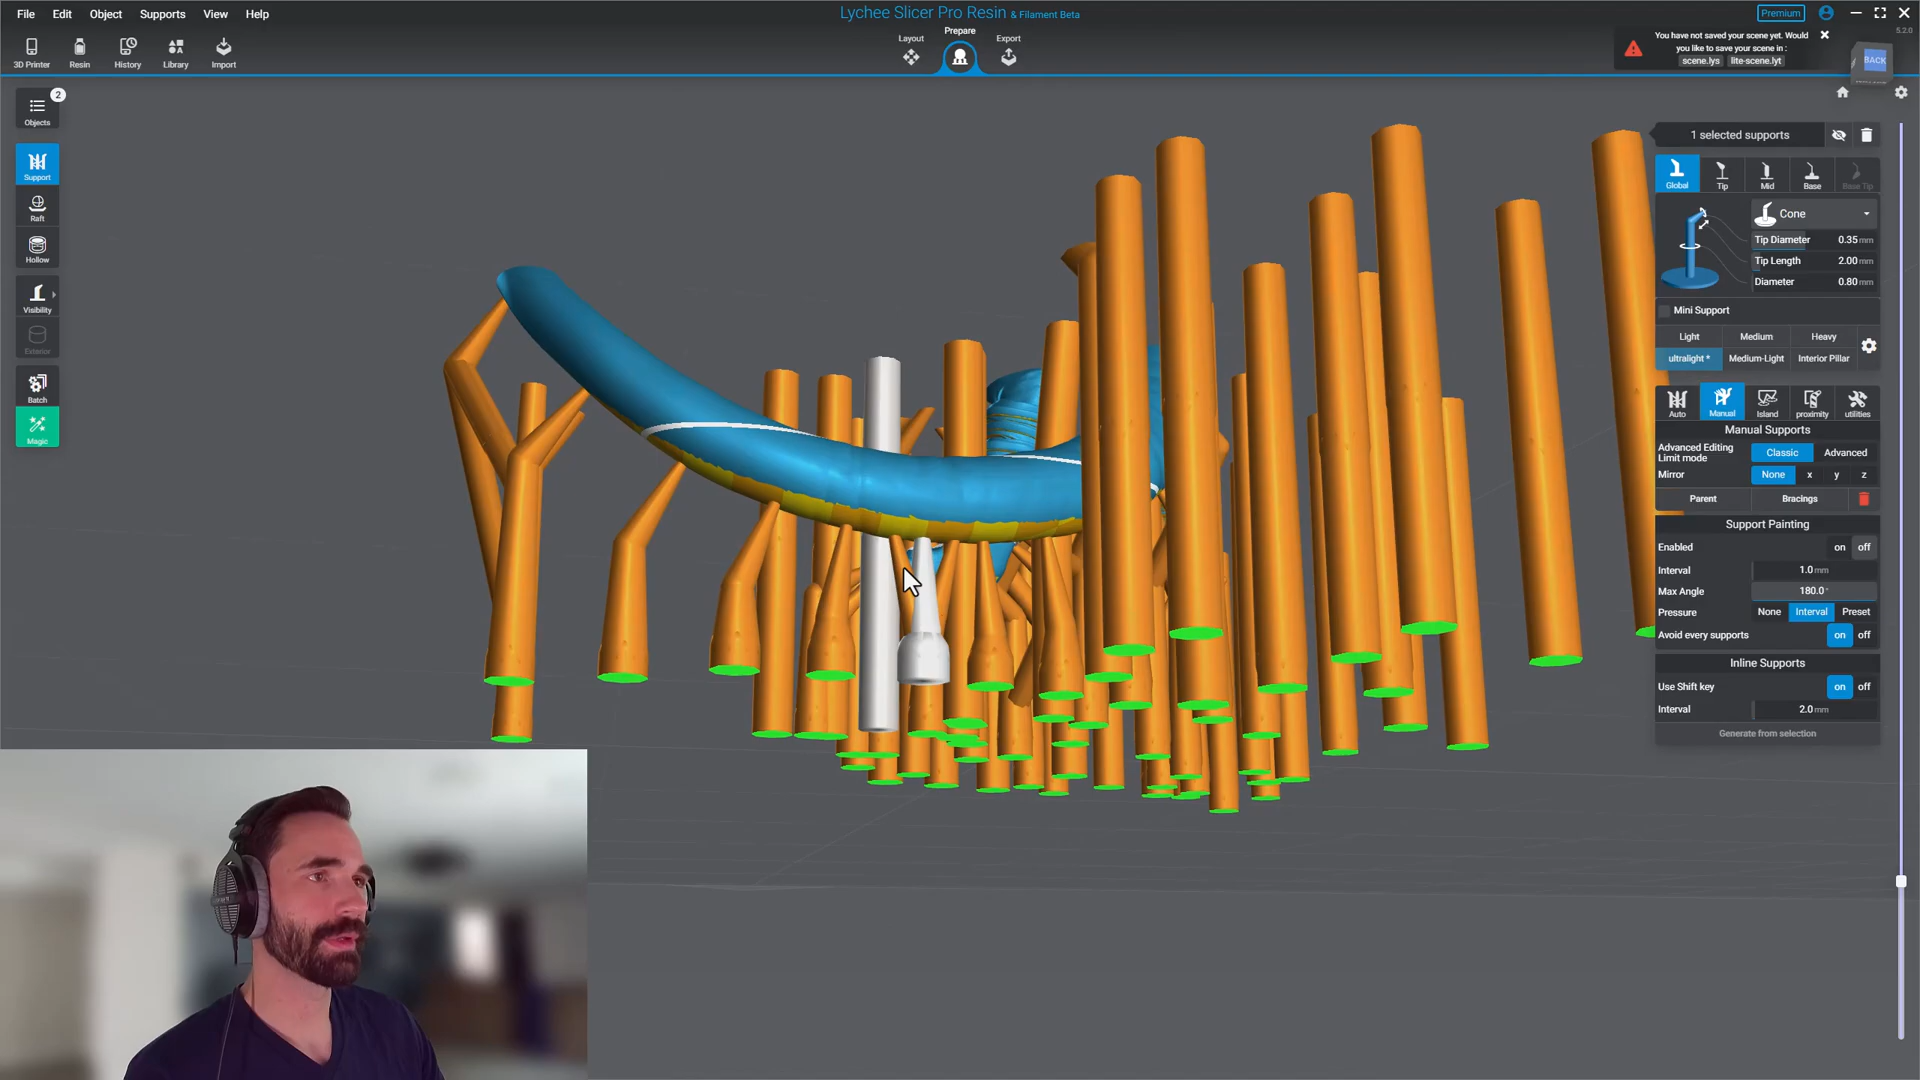 File Edit Object Supports View Help
Lychee Slicer Pro Resin & Filament Beta
Premium
5.2.0
3D Printer Resin History Library Import
Layout Prepare Export
You have not saved your scene yet. Would
you like to save your scene in :
scene.lys lite-scene.lyt
BACK
2
Objects
Support
Raft
Hollow
Visibility
Exterior
Batch
Magic
1 selected supports
Global Tip Mid Base Base Tip
Cone
Tip Diameter 0.35 mm
Tip Length 2.00 mm
Diameter 0.80 mm
Mini Support
Light Medium Heavy
ultralight * Medium-Light Interior Pillar
Auto Manual Island proximity utilities
Manual Supports
Advanced Editing
Limit mode Classic Advanced
Mirror None x y z
Parent Bracings
Support Painting
Enabled on off
Interval 1.0 mm
Max Angle 180.0 °
Pressure None Interval Preset
Avoid every supports on off
Inline Supports
Use Shift key on off
Interval 2.0 mm
Generate from selection